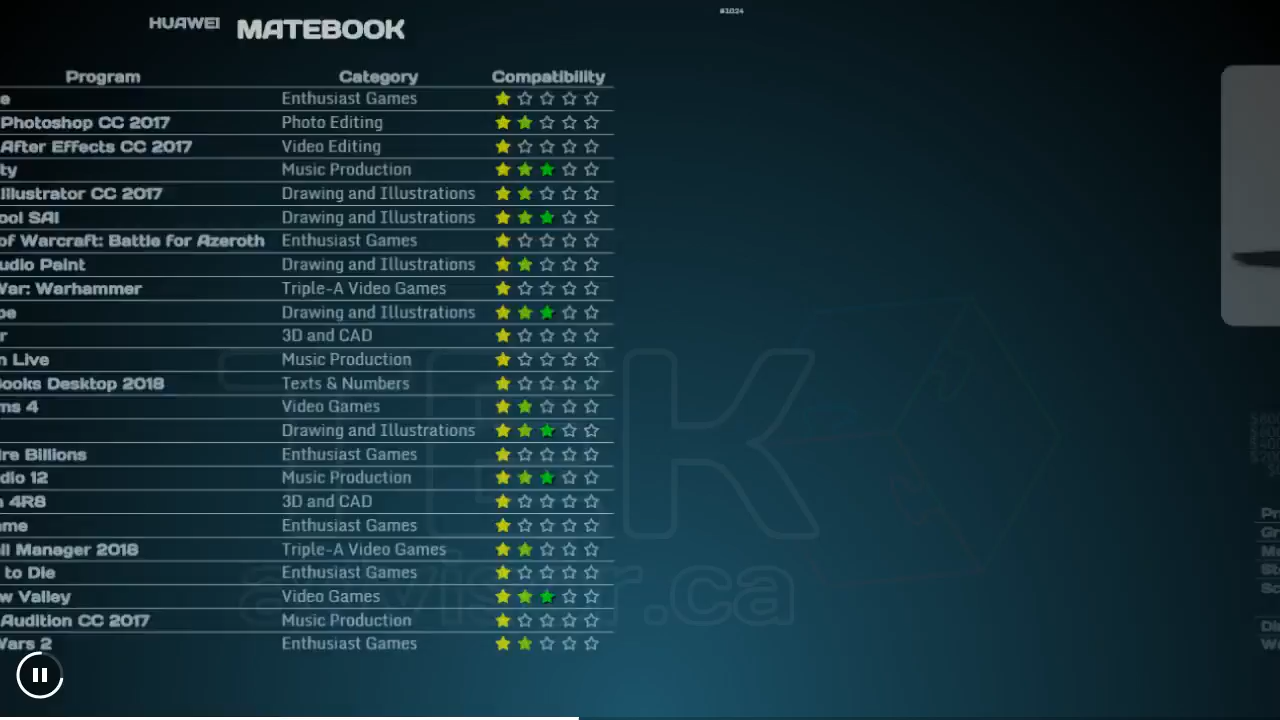 HUAWEI MATEBOOK
#1024
Program Category Compatibility
e Enthusiast Games
Photoshop CC 2017 Photo Editing
After Effects CC 2017 Video Editing
ty Music Production
Illustrator CC 2017 Drawing and Illustrations
ool SAI Drawing and Illustrations
of Warcraft: Battle for Azeroth Enthusiast Games
udio Paint Drawing and Illustrations
War: Warhammer Triple-A Video Games
pe Drawing and Illustrations
r 3D and CAD
n Live Music Production
ooks Desktop 2018 Texts & Numbers
ms 4 Video Games
Drawing and Illustrations
re Billions Enthusiast Games
dio 12 Music Production
n 4R8 3D and CAD
ame Enthusiast Games
ll Manager 2018 Triple-A Video Games
to Die Enthusiast Games
w Valley Video Games
Audition CC 2017 Music Production
Wars 2 Enthusiast Games